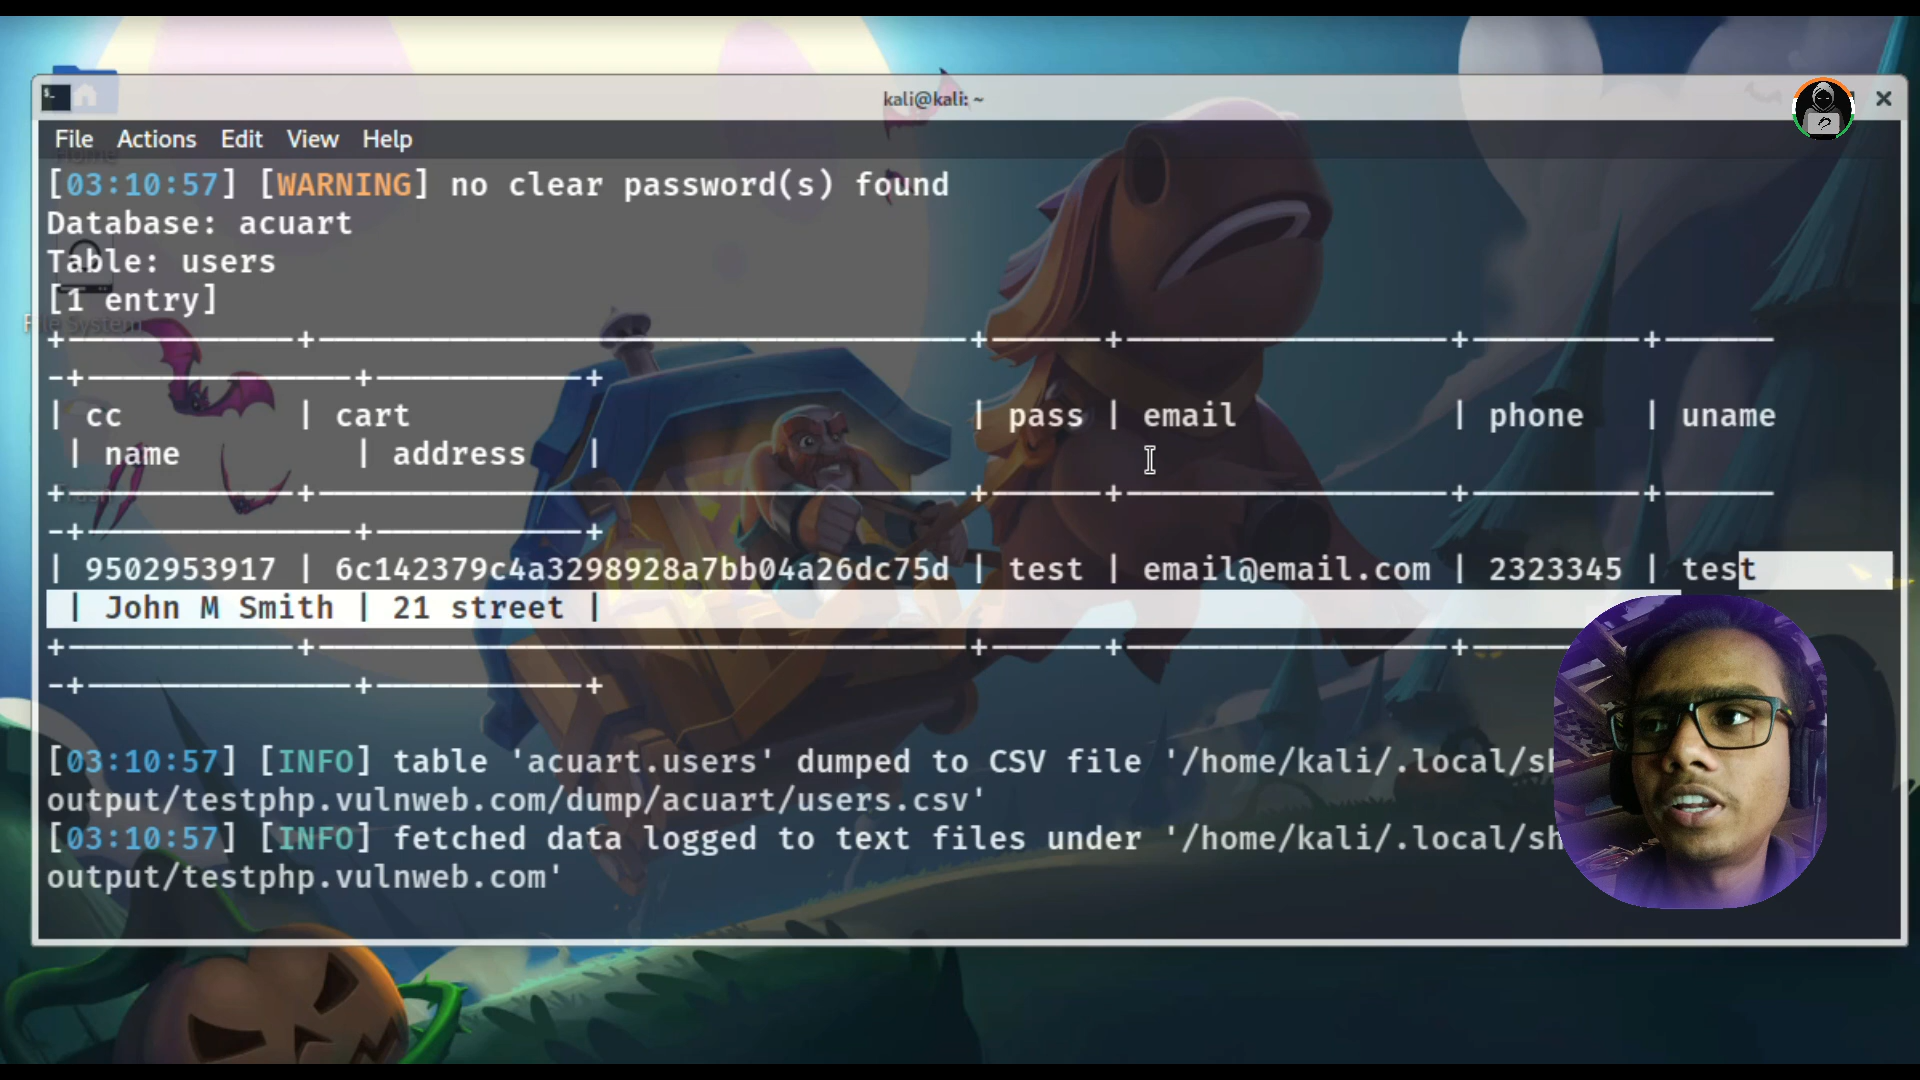 kali@kali: ~
File Actions Edit View Help
Home
[03:10:57] [WARNING] no clear password(s) found
Database: acuart
Table: users
[1 entry]
File System
+-------------+----------------------------------+------+-----------------+---------+------
-+--------------+-----------+
| cc | cart | pass | email | phone | uname
| name | address |
Trash
+-------------+----------------------------------+------+-----------------+---------+------
-+--------------+-----------+
| 9502953917 | 6c142379c4a3298928a7bb04a26dc75d | test | email@email.com | 2323345 | test
| John M Smith | 21 street |
+-------------+----------------------------------+------+-----------------+------
-+--------------+-----------+
[03:10:57] [INFO] table 'acuart.users' dumped to CSV file '/home/kali/.local/sh
output/testphp.vulnweb.com/dump/acuart/users.csv'
[03:10:57] [INFO] fetched data logged to text files under '/home/kali/.local/sh
output/testphp.vulnweb.com'